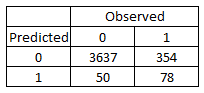 Observed
Predicted 0 1
0 3637 354
1 50 78